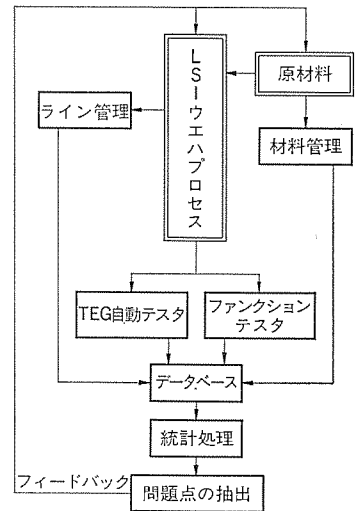 LSIウエハプロセス
原材料
ライン管理
材料管理
TEG自動テスタ
ファンクション
テスタ
データベース
統計処理
フィードバック
問題点の抽出